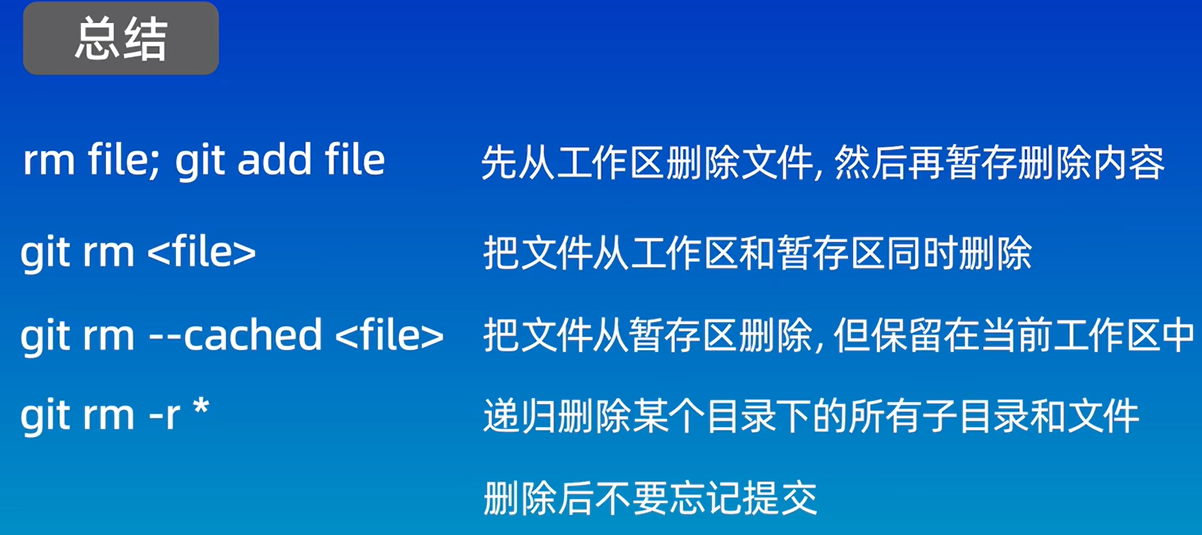 总结
rm file; git add file 先从工作区删除文件, 然后再暂存删除内容
git rm <file> 把文件从工作区和暂存区同时删除
git rm --cached <file> 把文件从暂存区删除, 但保留在当前工作区中
git rm -r * 递归删除某个目录下的所有子目录和文件
删除后不要忘记提交